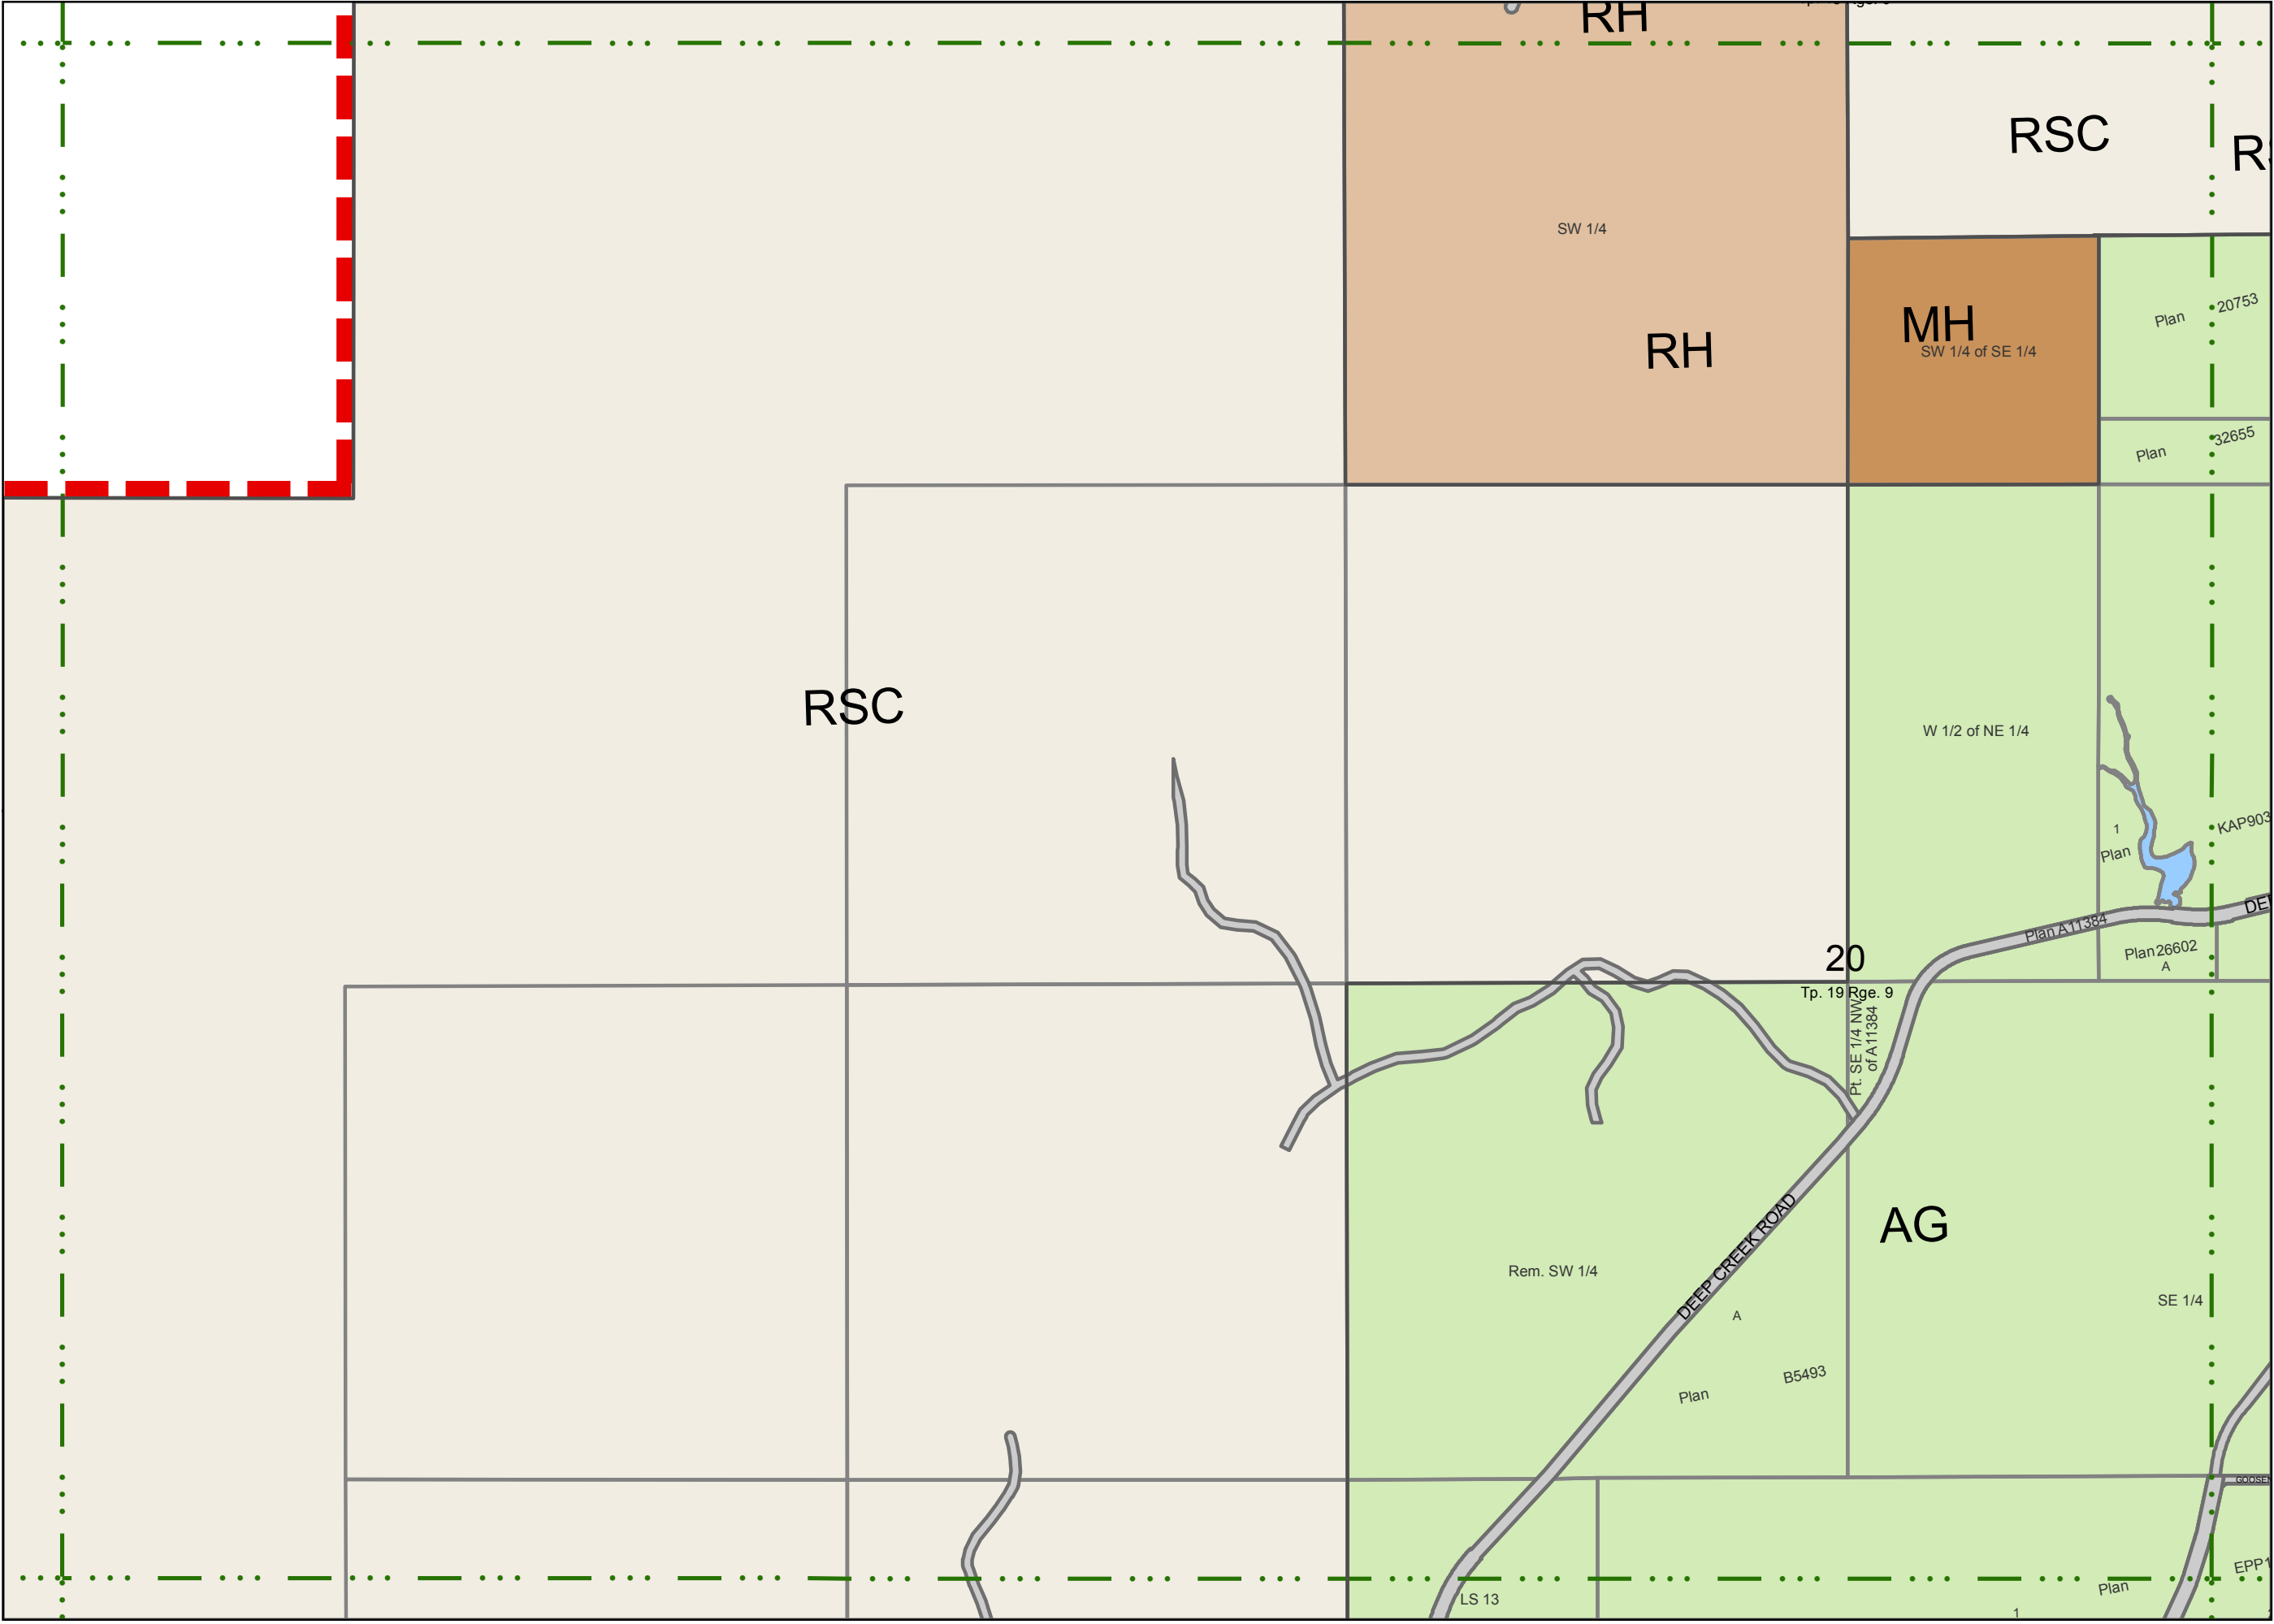 RH
RSC
SW 1/4
RH
MH
SW 1/4 of SE 1/4
Plan 20753
Plan 32655
RSC
W 1/2 of NE 1/4
1
Plan
KAP903
Plan A11384
Plan 26602
A
20
Tp. 19 Rge. 9
Pt. SE 1/4 NW
of A11384
AG
DEEP CREEK ROAD
Rem. SW 1/4
A
SE 1/4
Plan B5493
LS 13
Plan
EPP1
1